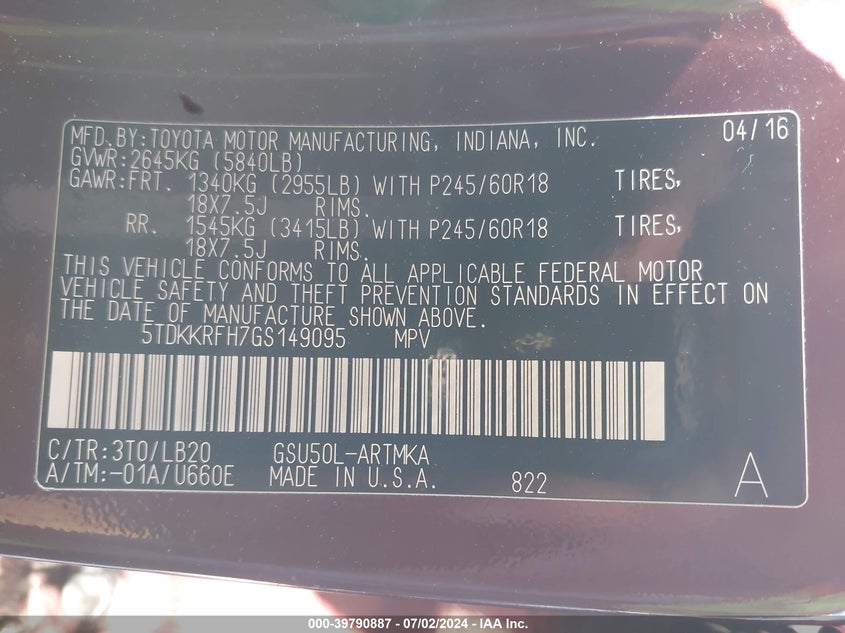 MFD.BY:TOYOTA MOTOR MANUFACTURING, INDIANA, INC. 04/16
GVWR:2645KG (5840LB)
GAWR:FRT. 1340KG (2955LB) WITH P245/60R18 TIRES,
18X7.5J RIMS.
RR. 1545KG (3415LB) WITH P245/60R18 TIRES,
18X7.5J RIMS.
THIS VEHICLE CONFORMS TO ALL APPLICABLE FEDERAL MOTOR
VEHICLE SAFETY AND THEFT PREVENTION STANDARDS IN EFFECT ON
THE DATE OF MANUFACTURE SHOWN ABOVE.
5TDKKRFH7GS149095 MPV
C/TR:3T0/LB20 GSU50L-ARTMKA
A/TM:-01A/U660E MADE IN U.S.A. 822 A
000-39790887 - 07/02/2024 - IAA Inc.